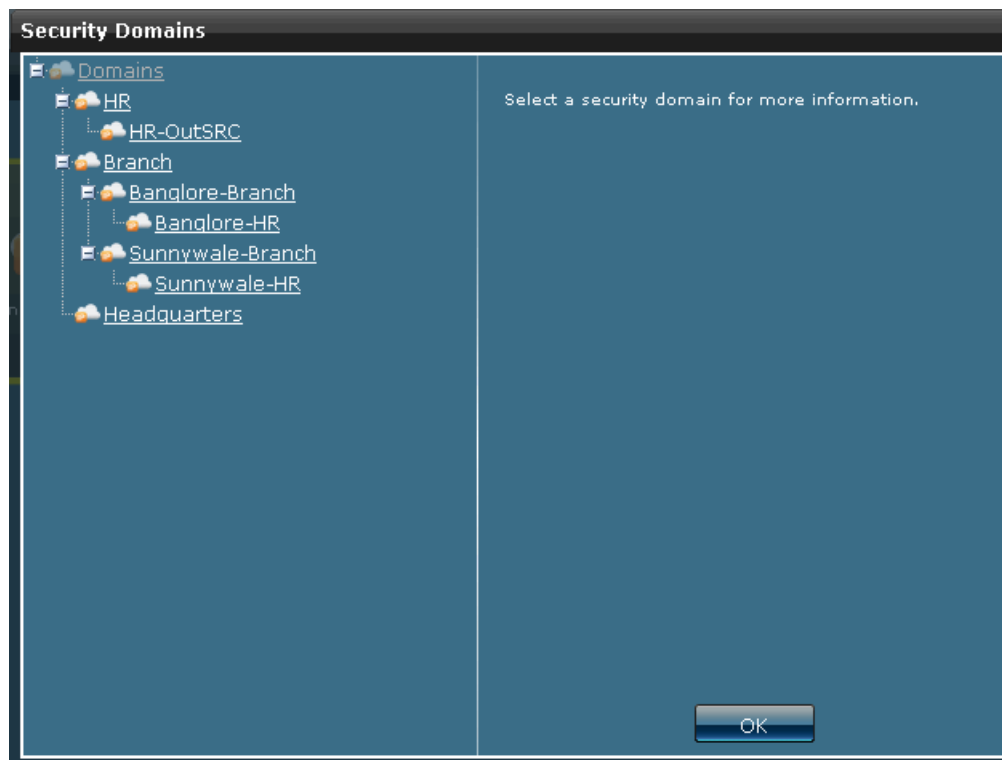 Security Domains
Domains
HR
HR-OutSRC
Branch
Banglore-Branch
Banglore-HR
Sunnywale-Branch
Sunnywale-HR
Headquarters
Select a security domain for more information.
OK